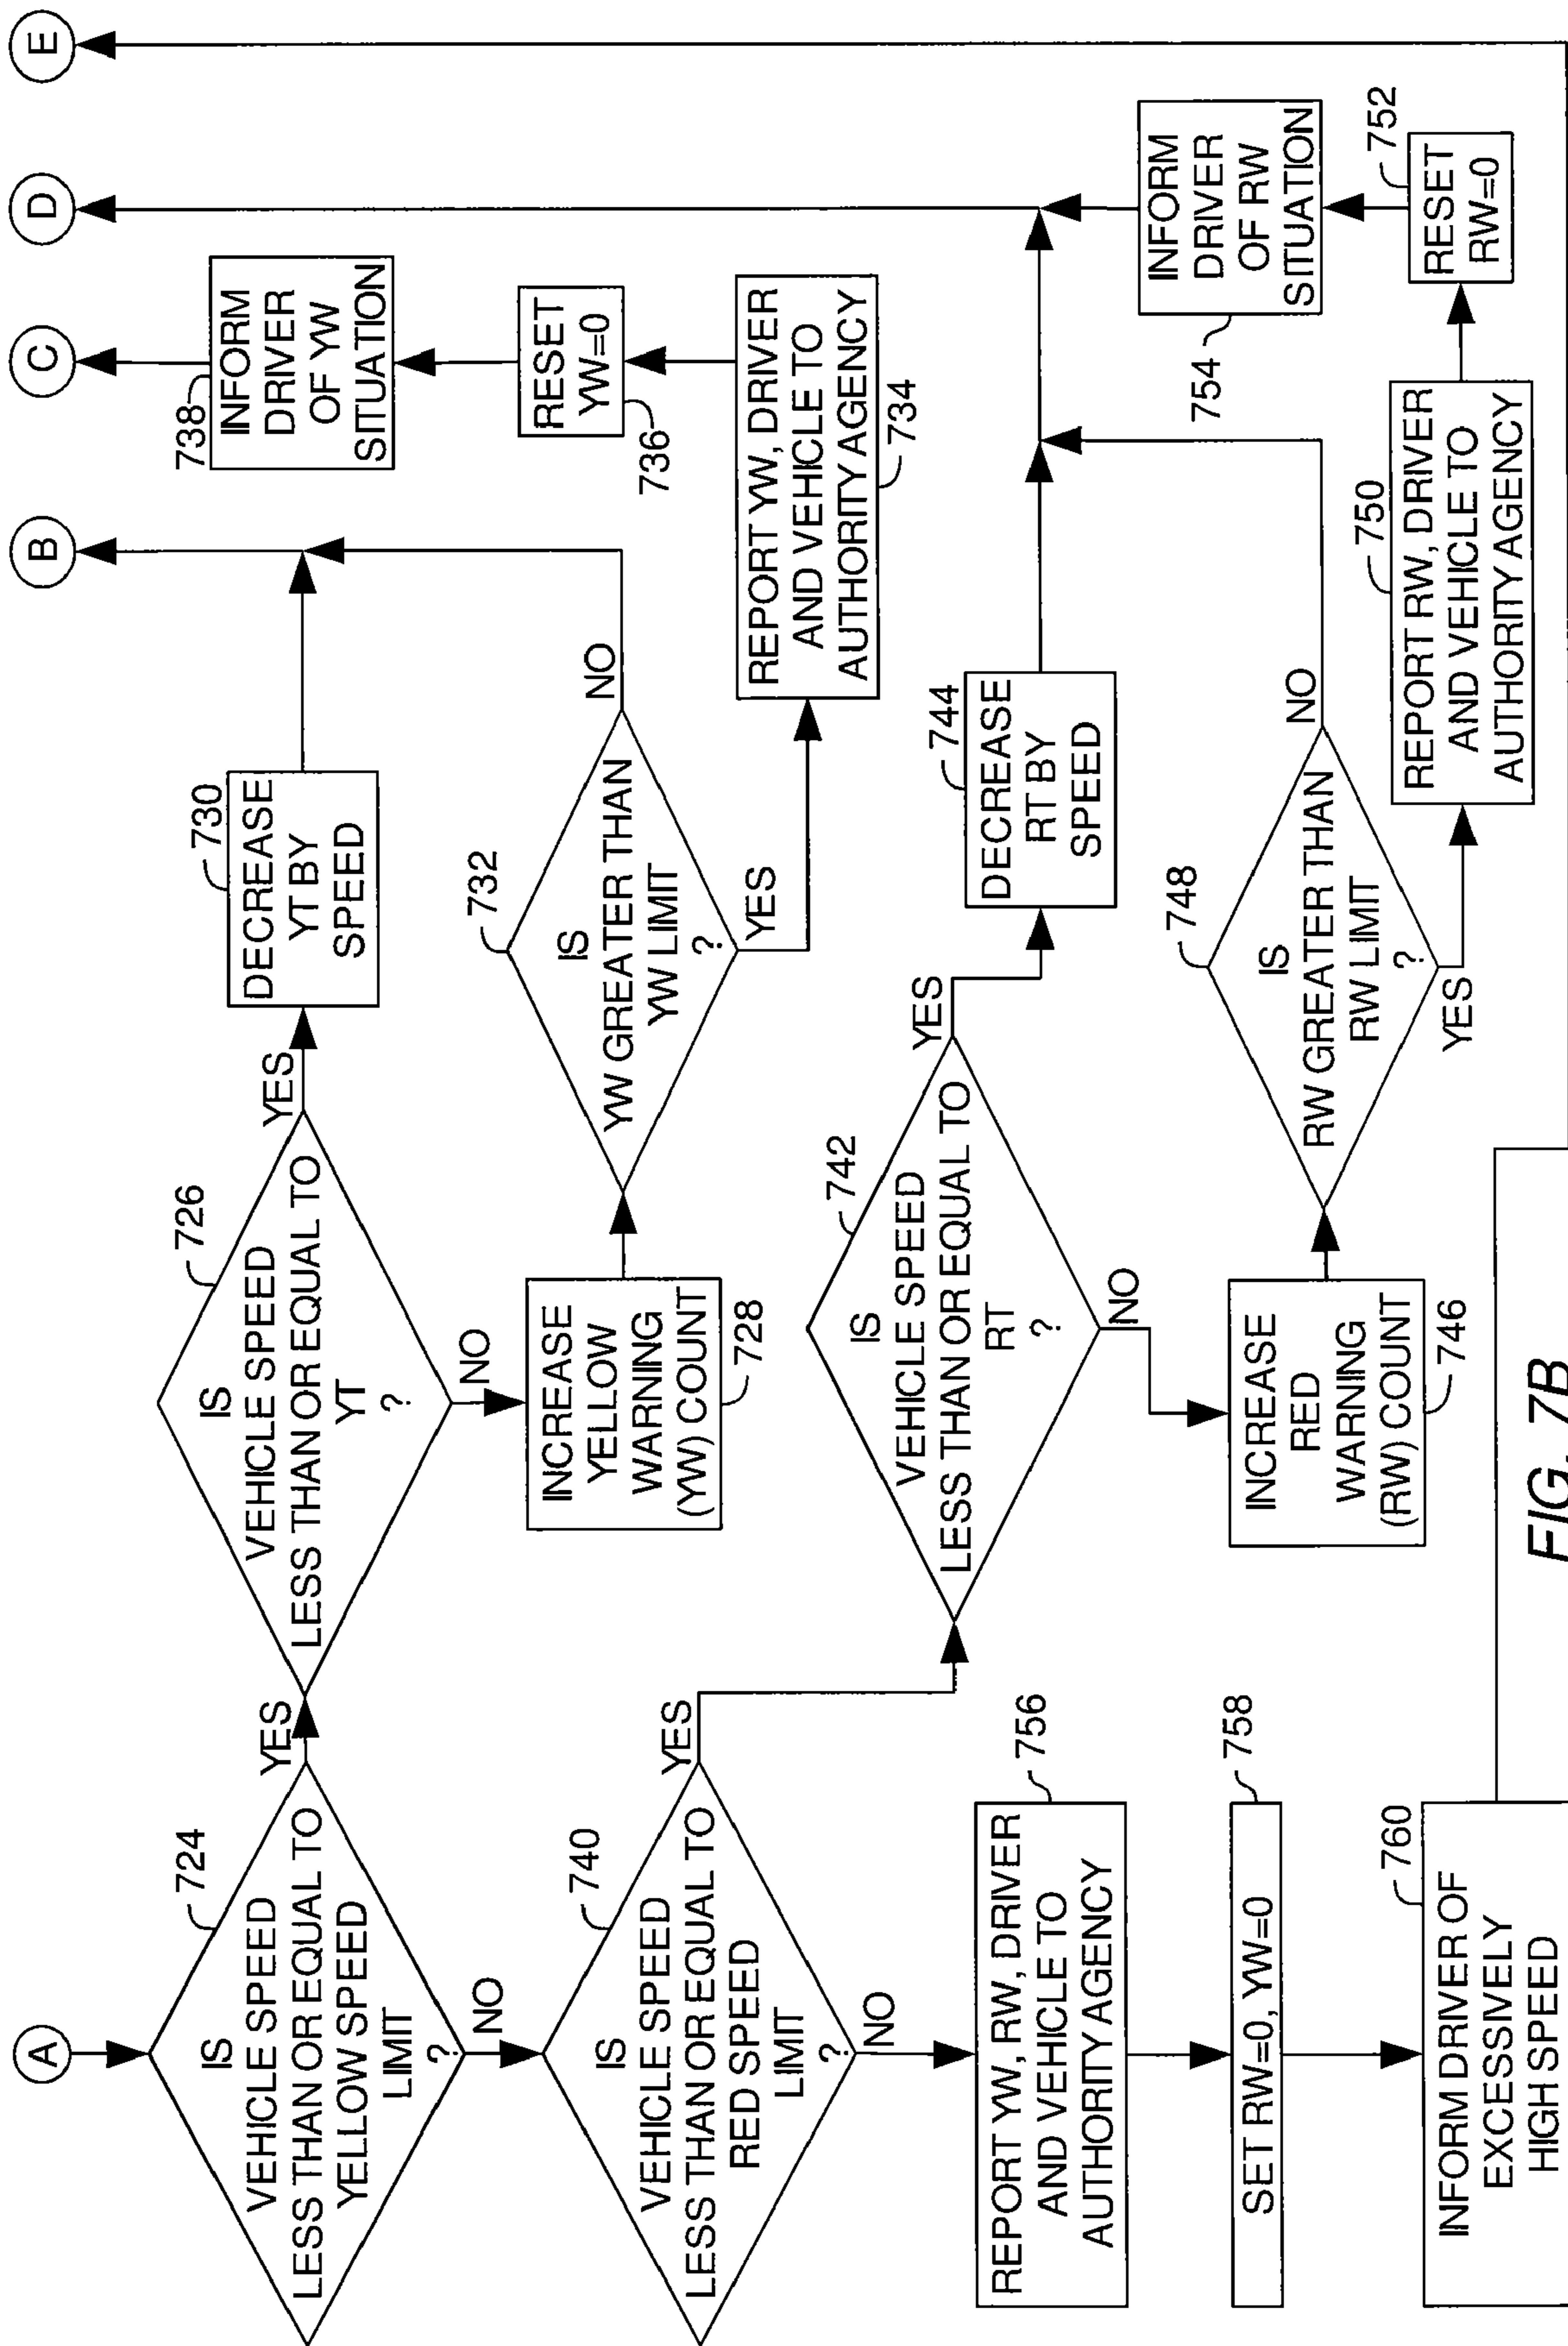 A
IS
VEHICLE SPEED
LESS THAN OR EQUAL TO
YELLOW SPEED
LIMIT
?
724
YES
NO
IS
VEHICLE SPEED
LESS THAN OR EQUAL TO
YT
?
726
YES
NO
DECREASE
YT BY
SPEED
730
B
INCREASE
YELLOW
WARNING
(YW) COUNT
728
IS
YW GREATER THAN
YW LIMIT
?
732
NO
YES
REPORT YW, DRIVER
AND VEHICLE TO
AUTHORITY AGENCY
734
RESET
YW=0
736
INFORM
DRIVER
OF YW
SITUATION
738
C
IS
VEHICLE SPEED
LESS THAN OR EQUAL TO
RED SPEED
LIMIT
?
740
YES
NO
IS
VEHICLE SPEED
LESS THAN OR EQUAL TO
RT
?
742
YES
NO
DECREASE
RT BY
SPEED
744
D
INCREASE
RED
WARNING
(RW) COUNT
746
IS
RW GREATER THAN
RW LIMIT
?
748
NO
YES
REPORT RW, DRIVER
AND VEHICLE TO
AUTHORITY AGENCY
750
RESET
RW=0
752
INFORM
DRIVER
OF RW
SITUATION
754
REPORT YW, RW, DRIVER
AND VEHICLE TO
AUTHORITY AGENCY
756
SET RW=0, YW=0
758
INFORM DRIVER OF
EXCESSIVELY
HIGH SPEED
760
E
FIG. 7B